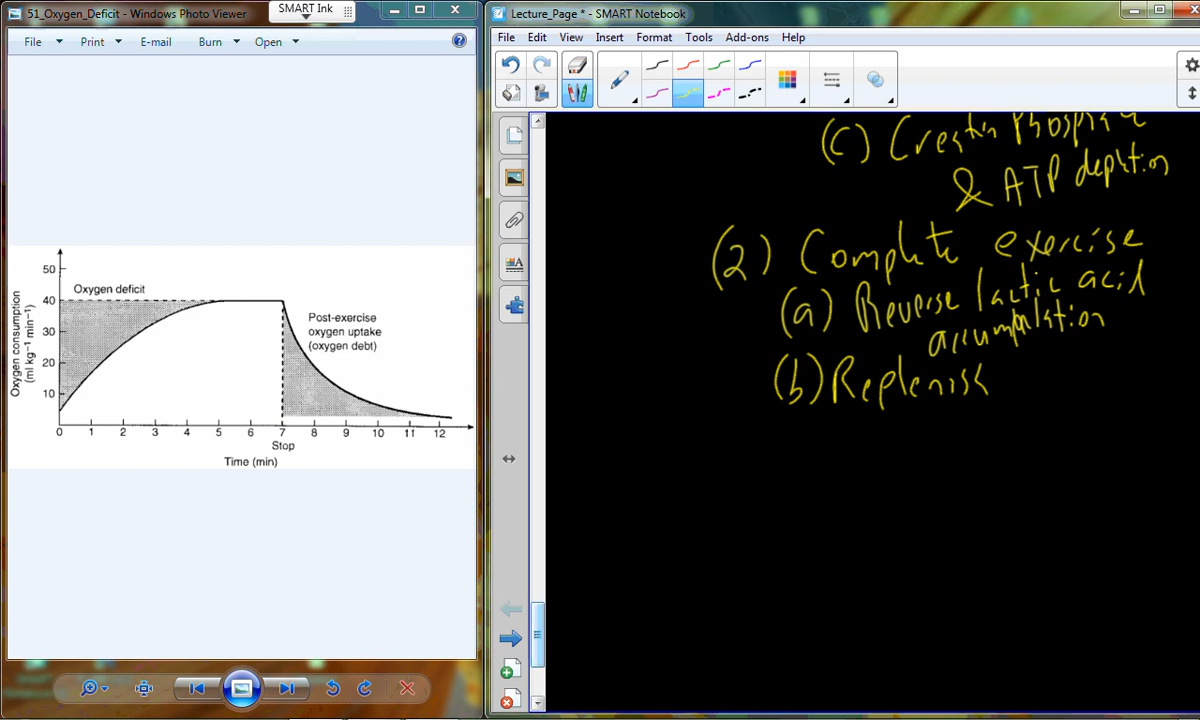 51_Oxygen_Deficit - Windows Photo Viewer
SMART Ink
File Print E-mail Burn Open
Oxygen consumption
(ml kg⁻¹ min⁻¹)
50
40
30
20
10
Oxygen deficit
Post-exercise
oxygen uptake
(oxygen debt)
0 1 2 3 4 5 6 7 8 9 10 11 12
Stop
Time (min)
Lecture_Page * - SMART Notebook
File Edit View Insert Format Tools Add-ons Help
(C) Creatin Phosphate
& ATP depletion
(2) Complete exercise
(a) Reverse lactic acid
accumulation
(b) Replenish